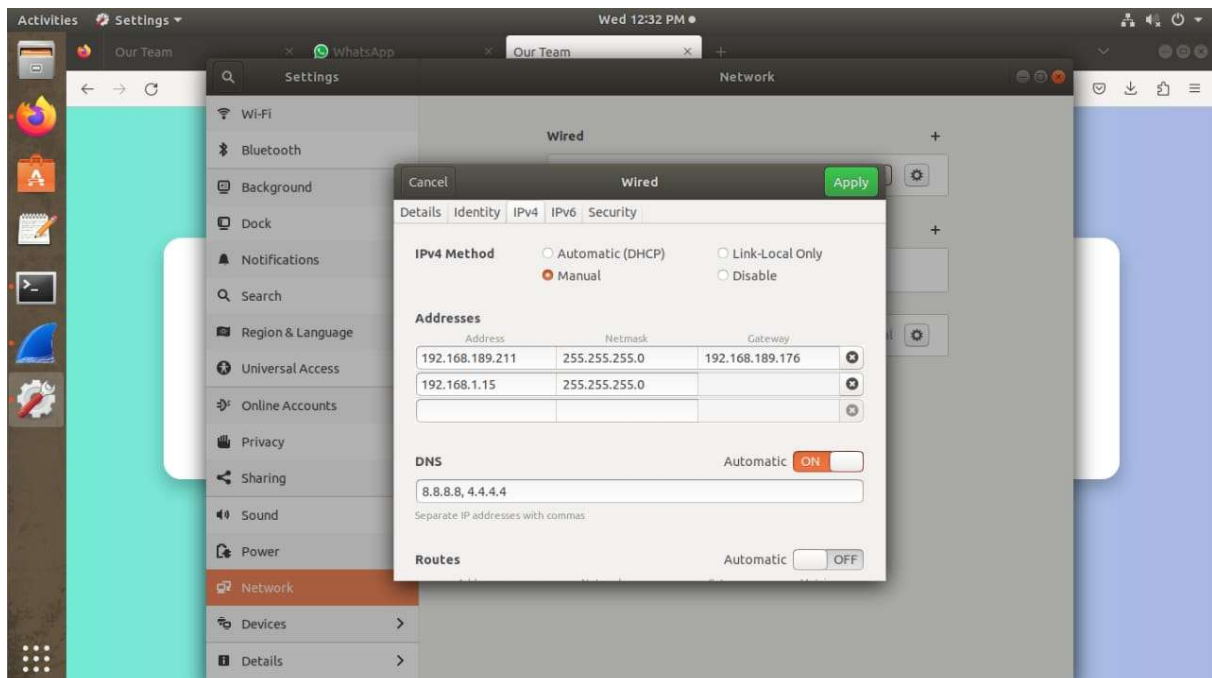 Activities Settings Wed 12:32 PM
Our Team WhatsApp Our Team
Settings Network
Wi-Fi
Bluetooth
Background
Dock
Notifications
Search
Region & Language
Universal Access
Online Accounts
Privacy
Sharing
Sound
Power
Network
Devices
Details
Wired
Cancel Wired Apply
Details Identity IPv4 IPv6 Security
IPv4 Method Automatic (DHCP) Link-Local Only
Manual Disable
Addresses
Address Netmask Gateway
192.168.189.211 255.255.255.0 192.168.189.176
192.168.1.15 255.255.255.0
DNS Automatic ON
8.8.8.8, 4.4.4.4
Separate IP addresses with commas
Routes Automatic OFF